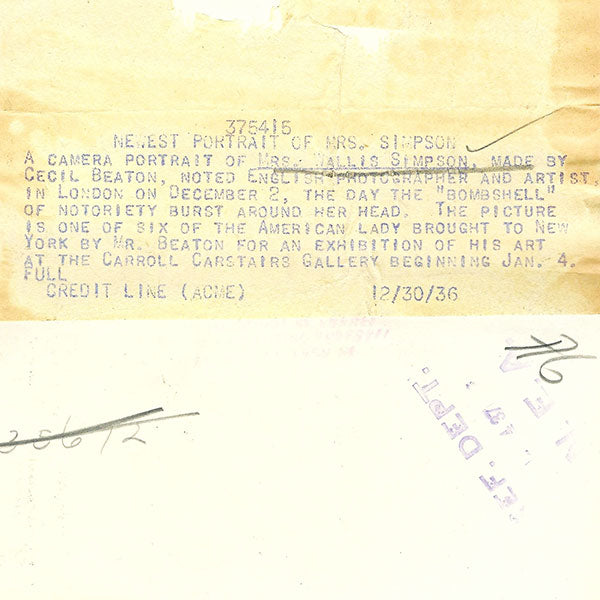 375415
NEWEST PORTRAIT OF MRS. SIMPSON
A CAMERA PORTRAIT OF MRS. WALLIS SIMPSON, MADE BY
CECIL BEATON, NOTED ENGLISH PHOTOGRAPHER AND ARTIST,
IN LONDON ON DECEMBER 2, THE DAY THE "BOMBSHELL"
OF NOTORIETY BURST AROUND HER HEAD. THE PICTURE
IS ONE OF SIX OF THE AMERICAN LADY BROUGHT TO NEW
YORK BY MR. BEATON FOR AN EXHIBITION OF HIS ART
AT THE CARROLL CARSTAIRS GALLERY BEGINNING JAN. 4.
FULL
CREDIT LINE (ACME) 12/30/36
REF. DEPT.
N. E. A.